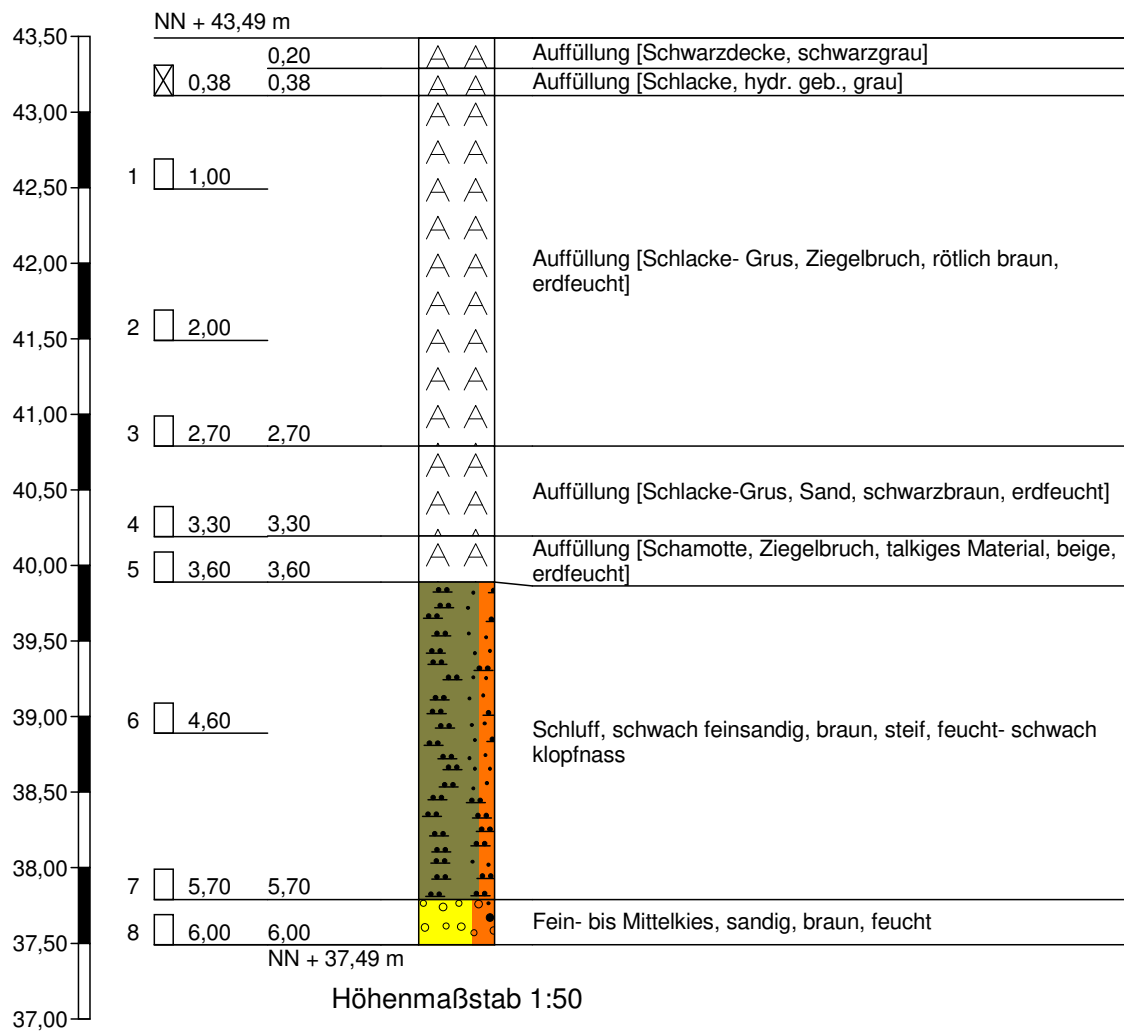 NN + 43,49 m
43,50
0,20
Auffüllung [Schwarzdecke, schwarzgrau]
0,38 0,38
Auffüllung [Schlacke, hydr. geb., grau]
43,00
1 1,00
42,50
42,00
Auffüllung [Schlacke- Grus, Ziegelbruch, rötlich braun,
erdfeucht]
2 2,00
41,50
41,00
3 2,70 2,70
40,50
Auffüllung [Schlacke-Grus, Sand, schwarzbraun, erdfeucht]
4 3,30 3,30
40,00
Auffüllung [Schamotte, Ziegelbruch, talkiges Material, beige,
erdfeucht]
5 3,60 3,60
39,50
39,00
6 4,60
Schluff, schwach feinsandig, braun, steif, feucht- schwach
klopfnass
38,50
38,00
7 5,70 5,70
Fein- bis Mittelkies, sandig, braun, feucht
37,50
8 6,00 6,00
NN + 37,49 m
Höhenmaßstab 1:50
37,00